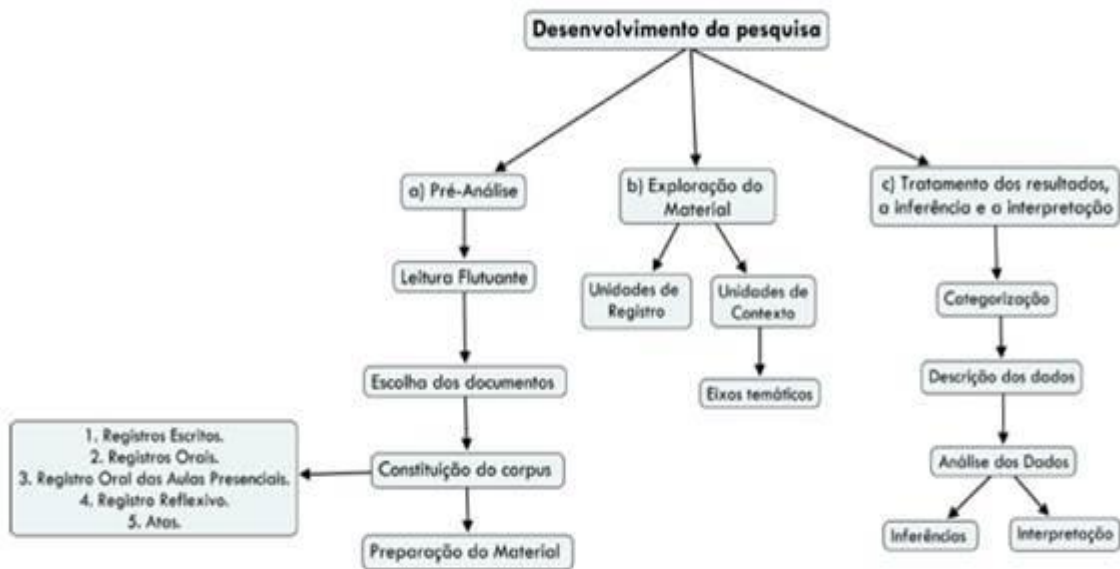 Desenvolvimento da pesquisa
a) Pré-Análise
b) Exploração do
Material
c) Tratamento dos resultados,
a inferência e a interpretação
Leitura Flutuante
Unidades de
Registro
Unidades de
Contexto
Categorização
Escolha dos documentos
Eixos temáticos
Descrição dos dados
1. Registros Escritos.
2. Registros Orais.
3. Registro Oral das Aulas Presenciais.
4. Registro Reflexivo.
5. Atas.
Constituição do corpus
Análise dos Dados
Preparação do Material
Inferências
Interpretação